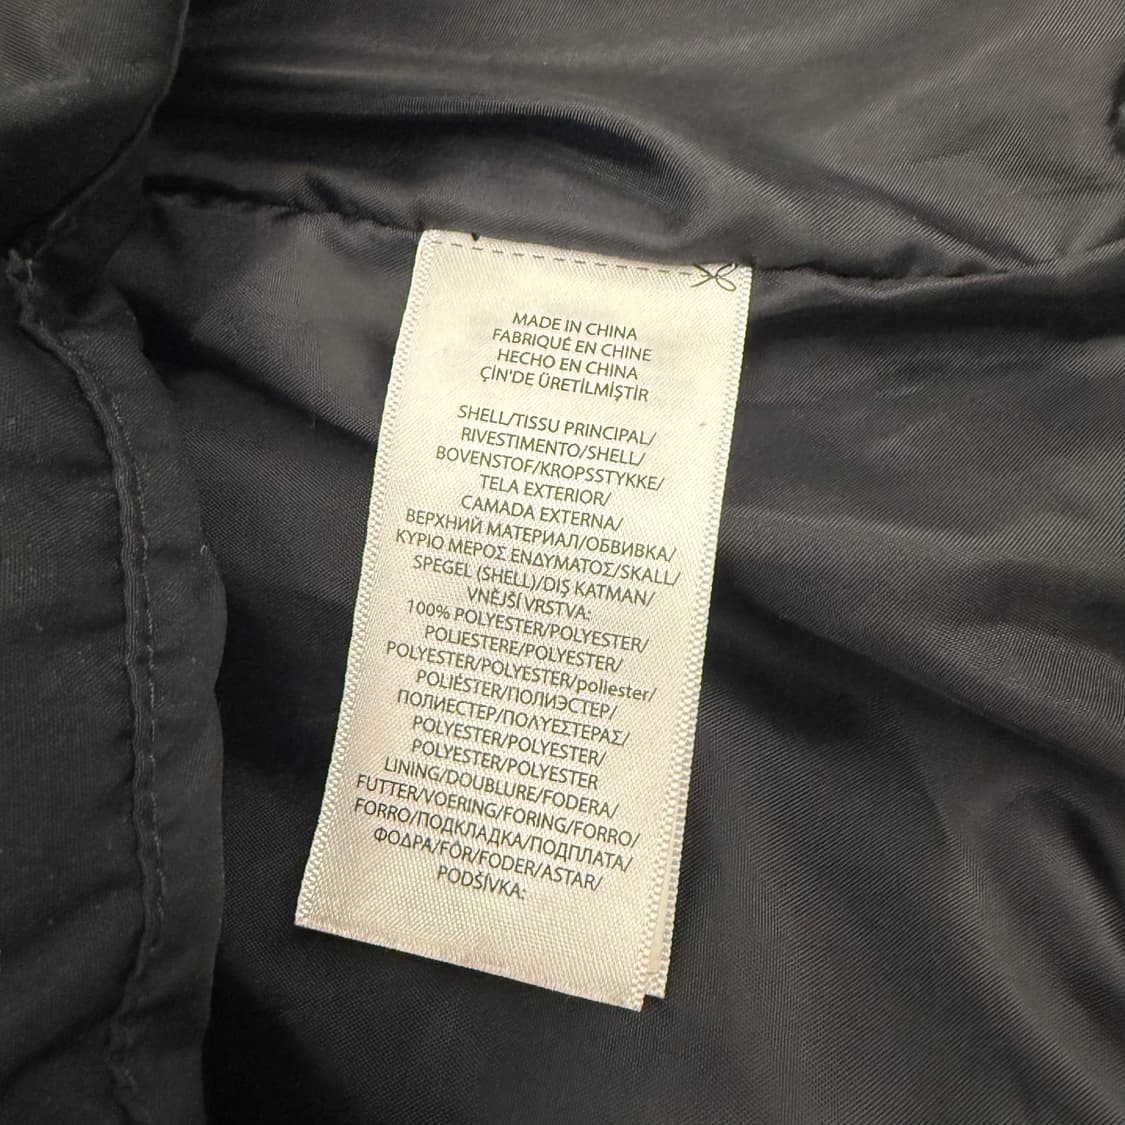 MADE IN CHINA
FABRIQUÉ EN CHINE
HECHO EN CHINA
ÇİN'DE ÜRETİLMİŞTİR
SHELL/TISSU PRINCIPAL/
RIVESTIMENTO/SHELL/
BOVENSTOF/KROPSSTYKKE/
TELA EXTERIOR/
CAMADA EXTERNA/
ВЕРХНИЙ МАТЕРИАЛ/ОБВИВКА/
ΚΥΡΙΟ ΜΕΡΟΣ ΕΝΔΥΜΑΤΟΣ/SKALL/
SPEGEL (SHELL)/DIŞ KATMAN/
VNĚJŠÍ VRSTVA:
100% POLYESTER/POLYESTER/
POLIESTERE/POLYESTER/
POLYESTER/POLYESTER/poliester/
POLIÉSTER/ПОЛИЭСТЕР/
ПОЛИЕСТЕР/ΠΟΛΥΕΣΤΕΡΑΣ/
POLYESTER/POLYESTER/
POLYESTER/POLYESTER
LINING/DOUBLURE/FODERA/
FUTTER/VOERING/FORING/FORRO/
FORRO/ПОДКЛАДКА/ПОДПЛАТА/
ΦΟΔΡΑ/FÔR/FODER/ASTAR/
PODŠÍVKA: